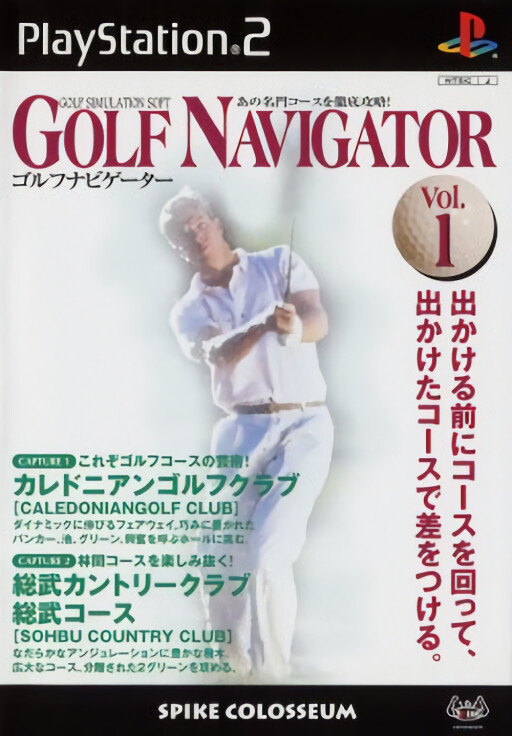 PlayStation.2
GOLF SIMULATION SOFT
あの名門コースを徹底攻略!
GOLF NAVIGATOR
ゴルフナビゲーター
Vol.
1
出かける前にコースを回って、
出かけたコースで差をつける。
CAPTURE 1 これぞゴルフコースの芸術!
カレドニアンゴルフクラブ
[CALEDONIANGOLF CLUB]
ダイナミックに伸びるフェアウェイ、巧みに置かれた
バンカー、池、グリーン、興奮を呼ぶホールに挑む。
CAPTURE 2 林間コースを楽しみ抜く!
総武カントリークラブ
総武コース
[SOHBU COUNTRY CLUB]
なだらかなアンジュレーションに豊かな樹木、
広大なコース、分離された2グリーンを攻める。
SPIKE COLOSSEUM